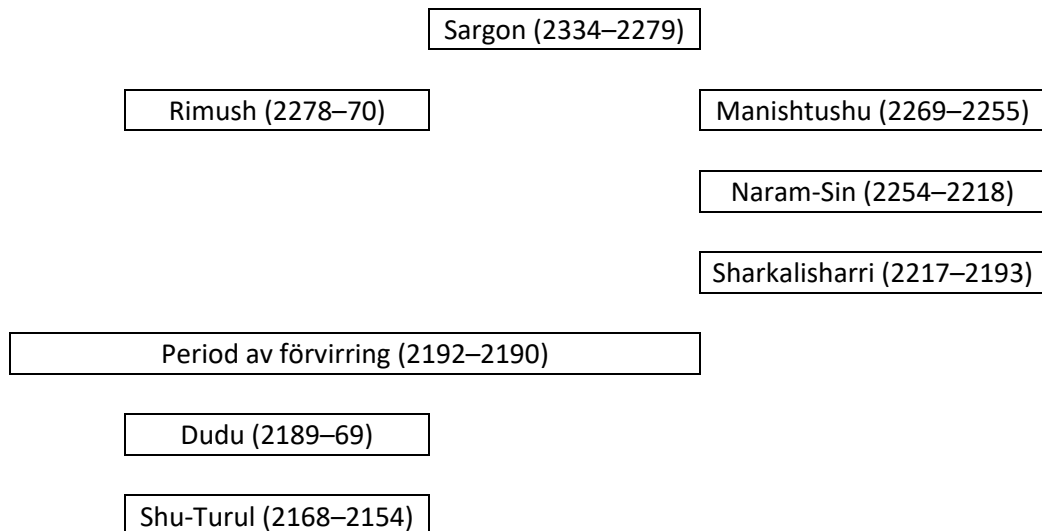 Sargon (2334–2279)
Rimush (2278–70)
Manishtushu (2269–2255)
Naram-Sin (2254–2218)
Sharkalisharri (2217–2193)
Period av förvirring (2192–2190)
Dudu (2189–69)
Shu-Turul (2168–2154)